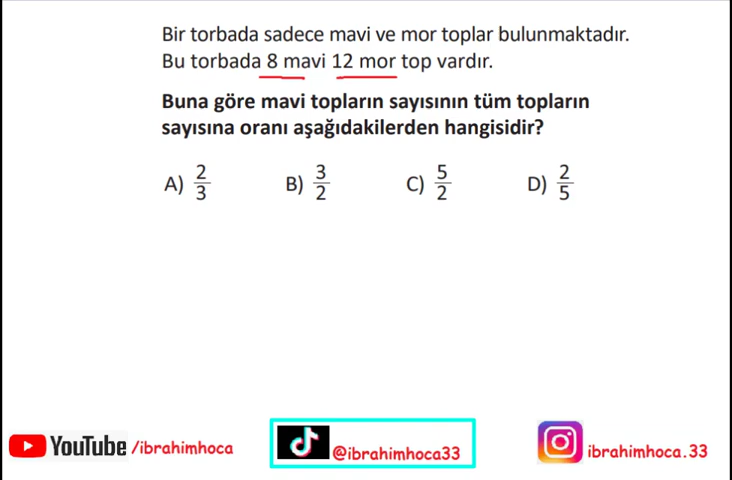 Bir torbada sadece mavi ve mor toplar bulunmaktadır.
Bu torbada 8 mavi 12 mor top vardır.
Buna göre mavi topların sayısının tüm topların
sayısına oranı aşağıdakilerden hangisidir?
A) 2/3 B) 3/2 C) 5/2 D) 2/5
YouTube /ibrahimhoca @ibrahimhoca33 ibrahimhoca.33